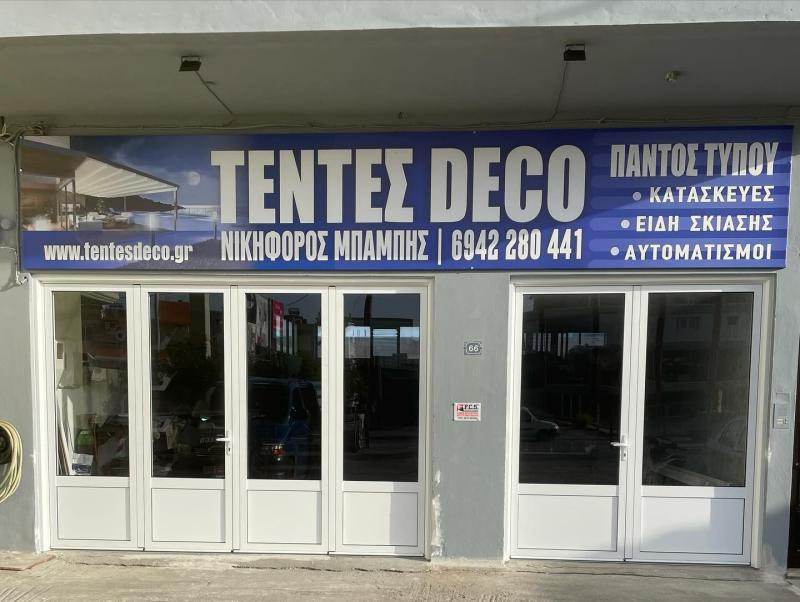 ΤΕΝΤΕΣ DECO
ΝΙΚΗΦΟΡΟΣ ΜΠΑΜΠΗΣ | 6942 280 441
www.tentesdeco.gr
ΠΑΝΤΟΣ ΤΥΠΟΥ
• ΚΑΤΑΣΚΕΥΕΣ
• ΕΙΔΗ ΣΚΙΑΣΗΣ
• ΑΥΤΟΜΑΤΙΣΜΟΙ
66